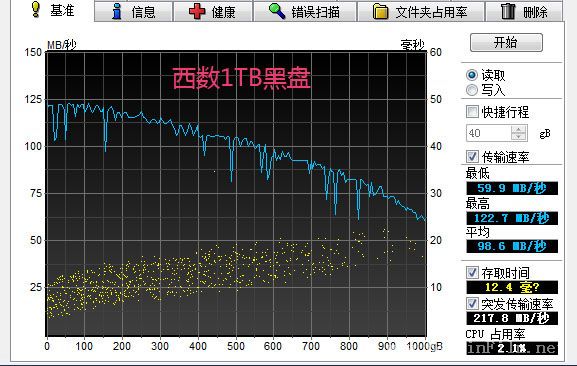 基准 信息 健康 错误扫描 文件夹占用率 删除
MB/秒 毫秒
西数1TB黑盘
150 60
125 50
100 40
75 30
50 20
25 10
0 100 200 300 400 500 600 700 800 900 1000gB
开始
读取
写入
快捷行程
40 gB
传输速率
最低
59.9 MB/秒
最高
122.7 MB/秒
平均
98.6 MB/秒
存取时间
12.4 毫?
突发传输速率
217.8 MB/秒
CPU 占用率
2.1%